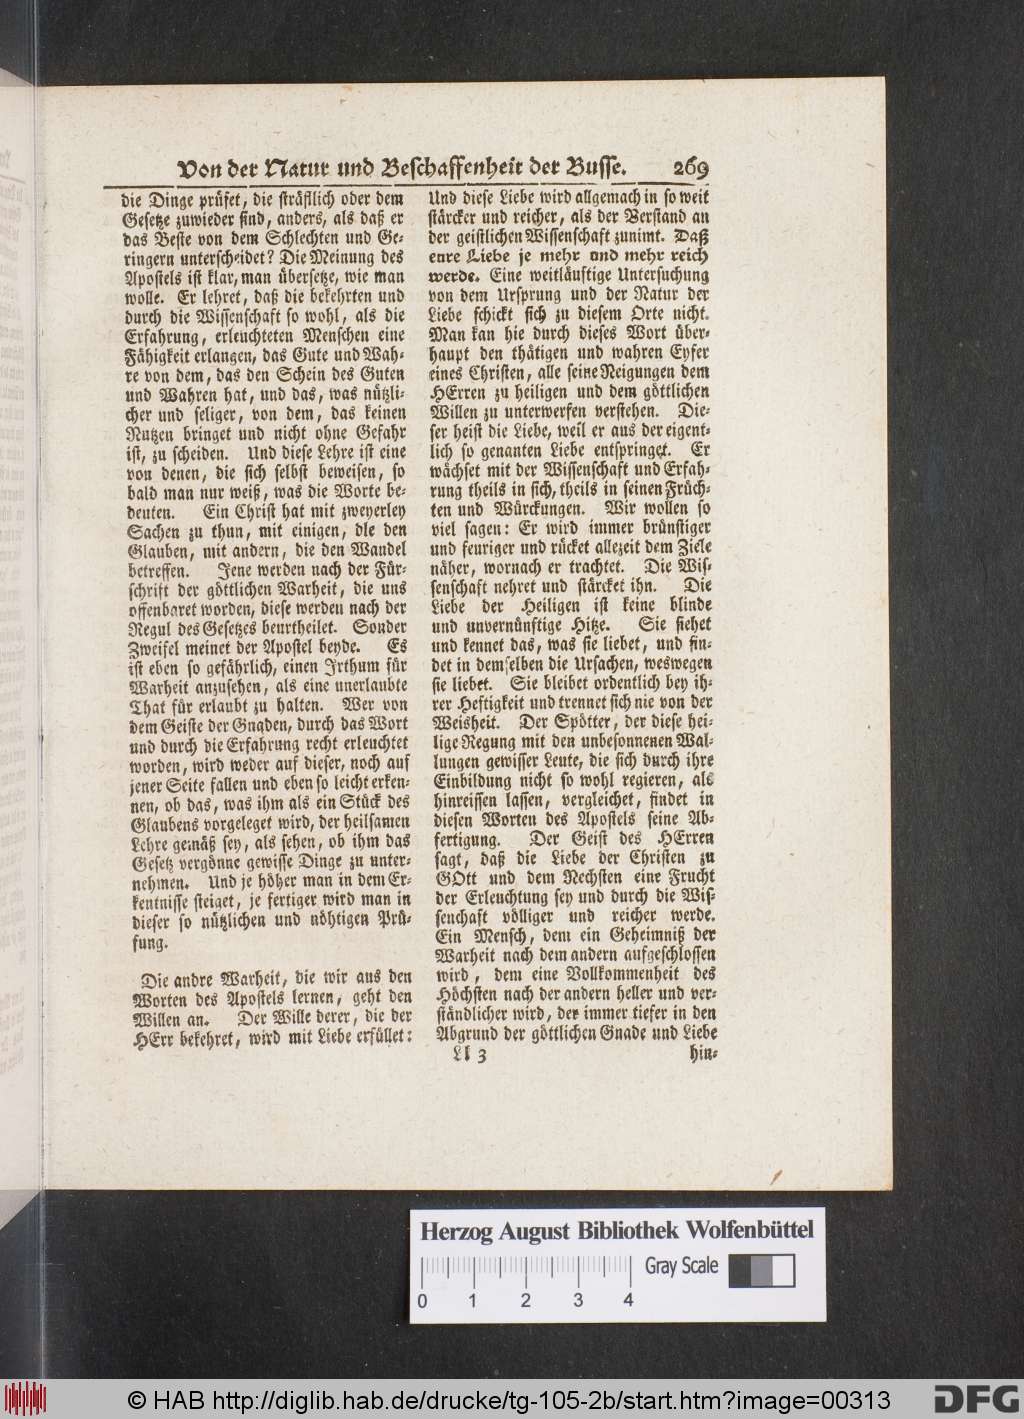 Von der Natur und Beschaffenheit der Busse. 269
die Dinge prüfet, die sträfflich oder dem
Gesetze zuwieder sind, anders, als daß er
das Beste von dem Schlechten und Ge-
ringern unterscheidet? Die Meinung des
Apostels ist klar, man übersetze, wie man
wolle. Er lehret, daß die bekehrten und
durch die Wissenschaft so wohl, als die
Erfahrung, erleuchteten Menschen eine
Fähigkeit erlangen, das Gute und Wah-
re von dem, das den Schein des Guten
und Wahren hat, und das, was nützli-
cher und seliger, von dem, das keinen
Nutzen bringet und nicht ohne Gefahr
ist, zu scheiden. Und diese Lehre ist eine
von denen, die sich selbst beweisen, so
bald man nur weiß, was die Worte be-
deuten. Ein Christ hat mit zweyerley
Sachen zu thun, mit einigen, die den
Glauben, mit andern, die den Wandel
betreffen. Jene werden nach der Für-
schrift der göttlichen Warheit, die uns
offenbaret worden, diese werden nach der
Regul des Gesetzes beurtheilet. Sonder
Zweifel meinet der Apostel beyde. Es
ist eben so gefährlich, einen Irthum für
Warheit anzusehen, als eine unerlaubte
That für erlaubt zu halten. Wer von
dem Geiste der Gnaden, durch das Wort
und durch die Erfahrung recht erleuchtet
worden, wird weder auf dieser, noch auf
jener Seite fallen und eben so leicht erken-
nen, ob das, was ihm als ein Stück des
Glaubens vorgeleget wird, der heilsamen
Lehre gemäß sey, als sehen, ob ihm das
Gesetz vergönne gewisse Dinge zu unter-
nehmen. Und je höher man in dem Er-
kentnisse steiget, je fertiger wird man in
dieser so nützlichen und nöhtigen Prü-
fung.
Die andre Warheit, die wir aus den
Worten des Apostels lernen, geht den
Willen an. Der Wille derer, die der
HErr bekehret, wird mit Liebe erfüllet:
Und diese Liebe wird allgemach in so weit
stärcker und reicher, als der Verstand an
der geistlichen Wissenschaft zunimt. Daß
eure Liebe je mehr und mehr reich
werde. Eine weitläuftige Untersuchung
von dem Ursprung und der Natur der
Liebe schickt sich zu diesem Orte nicht.
Man kan hie durch dieses Wort über-
haupt den thätigen und wahren Eyfer
eines Christen, alle seine Neigungen dem
HErren zu heiligen und dem göttlichen
Willen zu unterwerfen verstehen. Die-
ser heist die Liebe, weil er aus der eigent-
lich so genanten Liebe entspringet. Er
wächset mit der Wissenschaft und Erfah-
rung theils in sich, theils in seinen Früch-
ten und Würckungen. Wir wollen so
viel sagen: Er wird immer brünstiger
und feuriger und rücket allezeit dem Ziele
näher, wornach er trachtet. Die Wis-
senschaft nehret und stärcket ihn. Die
Liebe der Heiligen ist keine blinde
und unvernünftige Hitze. Sie siehet
und kennet das, was sie liebet, und fin-
det in demselben die Ursachen, weswegen
sie liebet. Sie bleibet ordentlich bey ih-
rer Heftigkeit und trennet sich nie von der
Weisheit. Der Spötter, der diese hei-
lige Regung mit den unbesonnenen Wal-
lungen gewisser Leute, die sich durch ihre
Einbildung nicht so wohl regieren, als
hinreissen lassen, vergleichet, findet in
diesen Worten des Apostels seine Ab-
fertigung. Der Geist des HErren
sagt, daß die Liebe der Christen zu
GOtt und dem Nechsten eine Frucht
der Erleuchtung sey und durch die Wis-
senchaft völliger und reicher werde.
Ein Mensch, dem ein Geheimniß der
Warheit nach dem andern aufgeschlossen
wird, dem eine Vollkommenheit des
Höchsten nach der andern heller und ver-
ständlicher wird, der immer tiefer in den
Abgrund der göttlichen Gnade und Liebe
Ll 3 hin-
Herzog August Bibliothek Wolfenbüttel
Gray Scale
0 1 2 3 4
© HAB http://diglib.hab.de/drucke/tg-105-2b/start.htm?image=00313
DFG